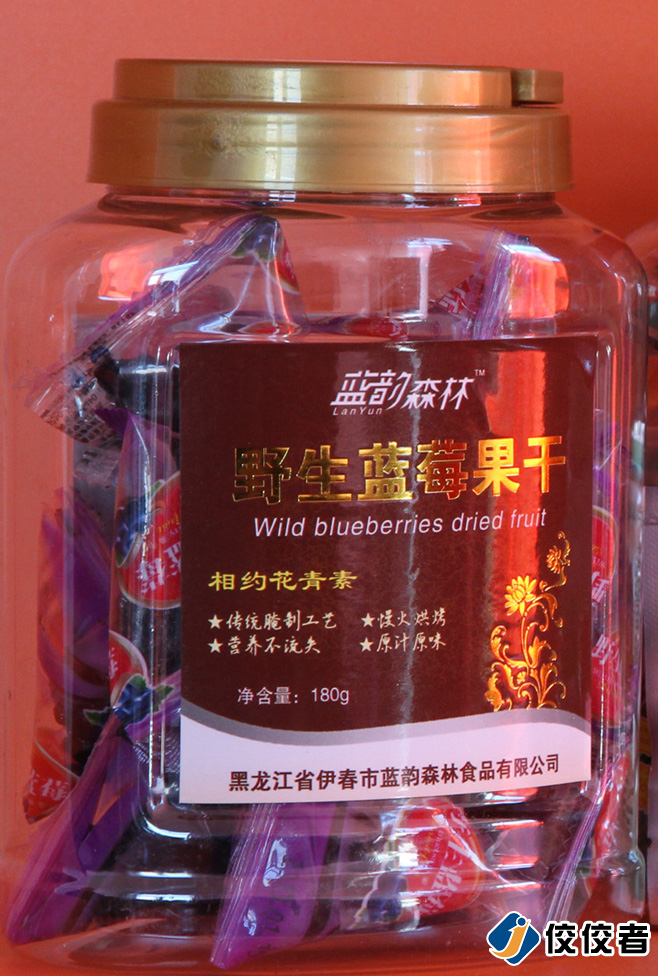 蓝韵森林™
LanYun
野生蓝莓果干
Wild blueberries dried fruit
相约花青素
★传统腌制工艺 ★慢火烘烤
★营养不流失 ★原汁原味
净含量：180g
黑龙江省伊春市蓝韵森林食品有限公司
佼佼者